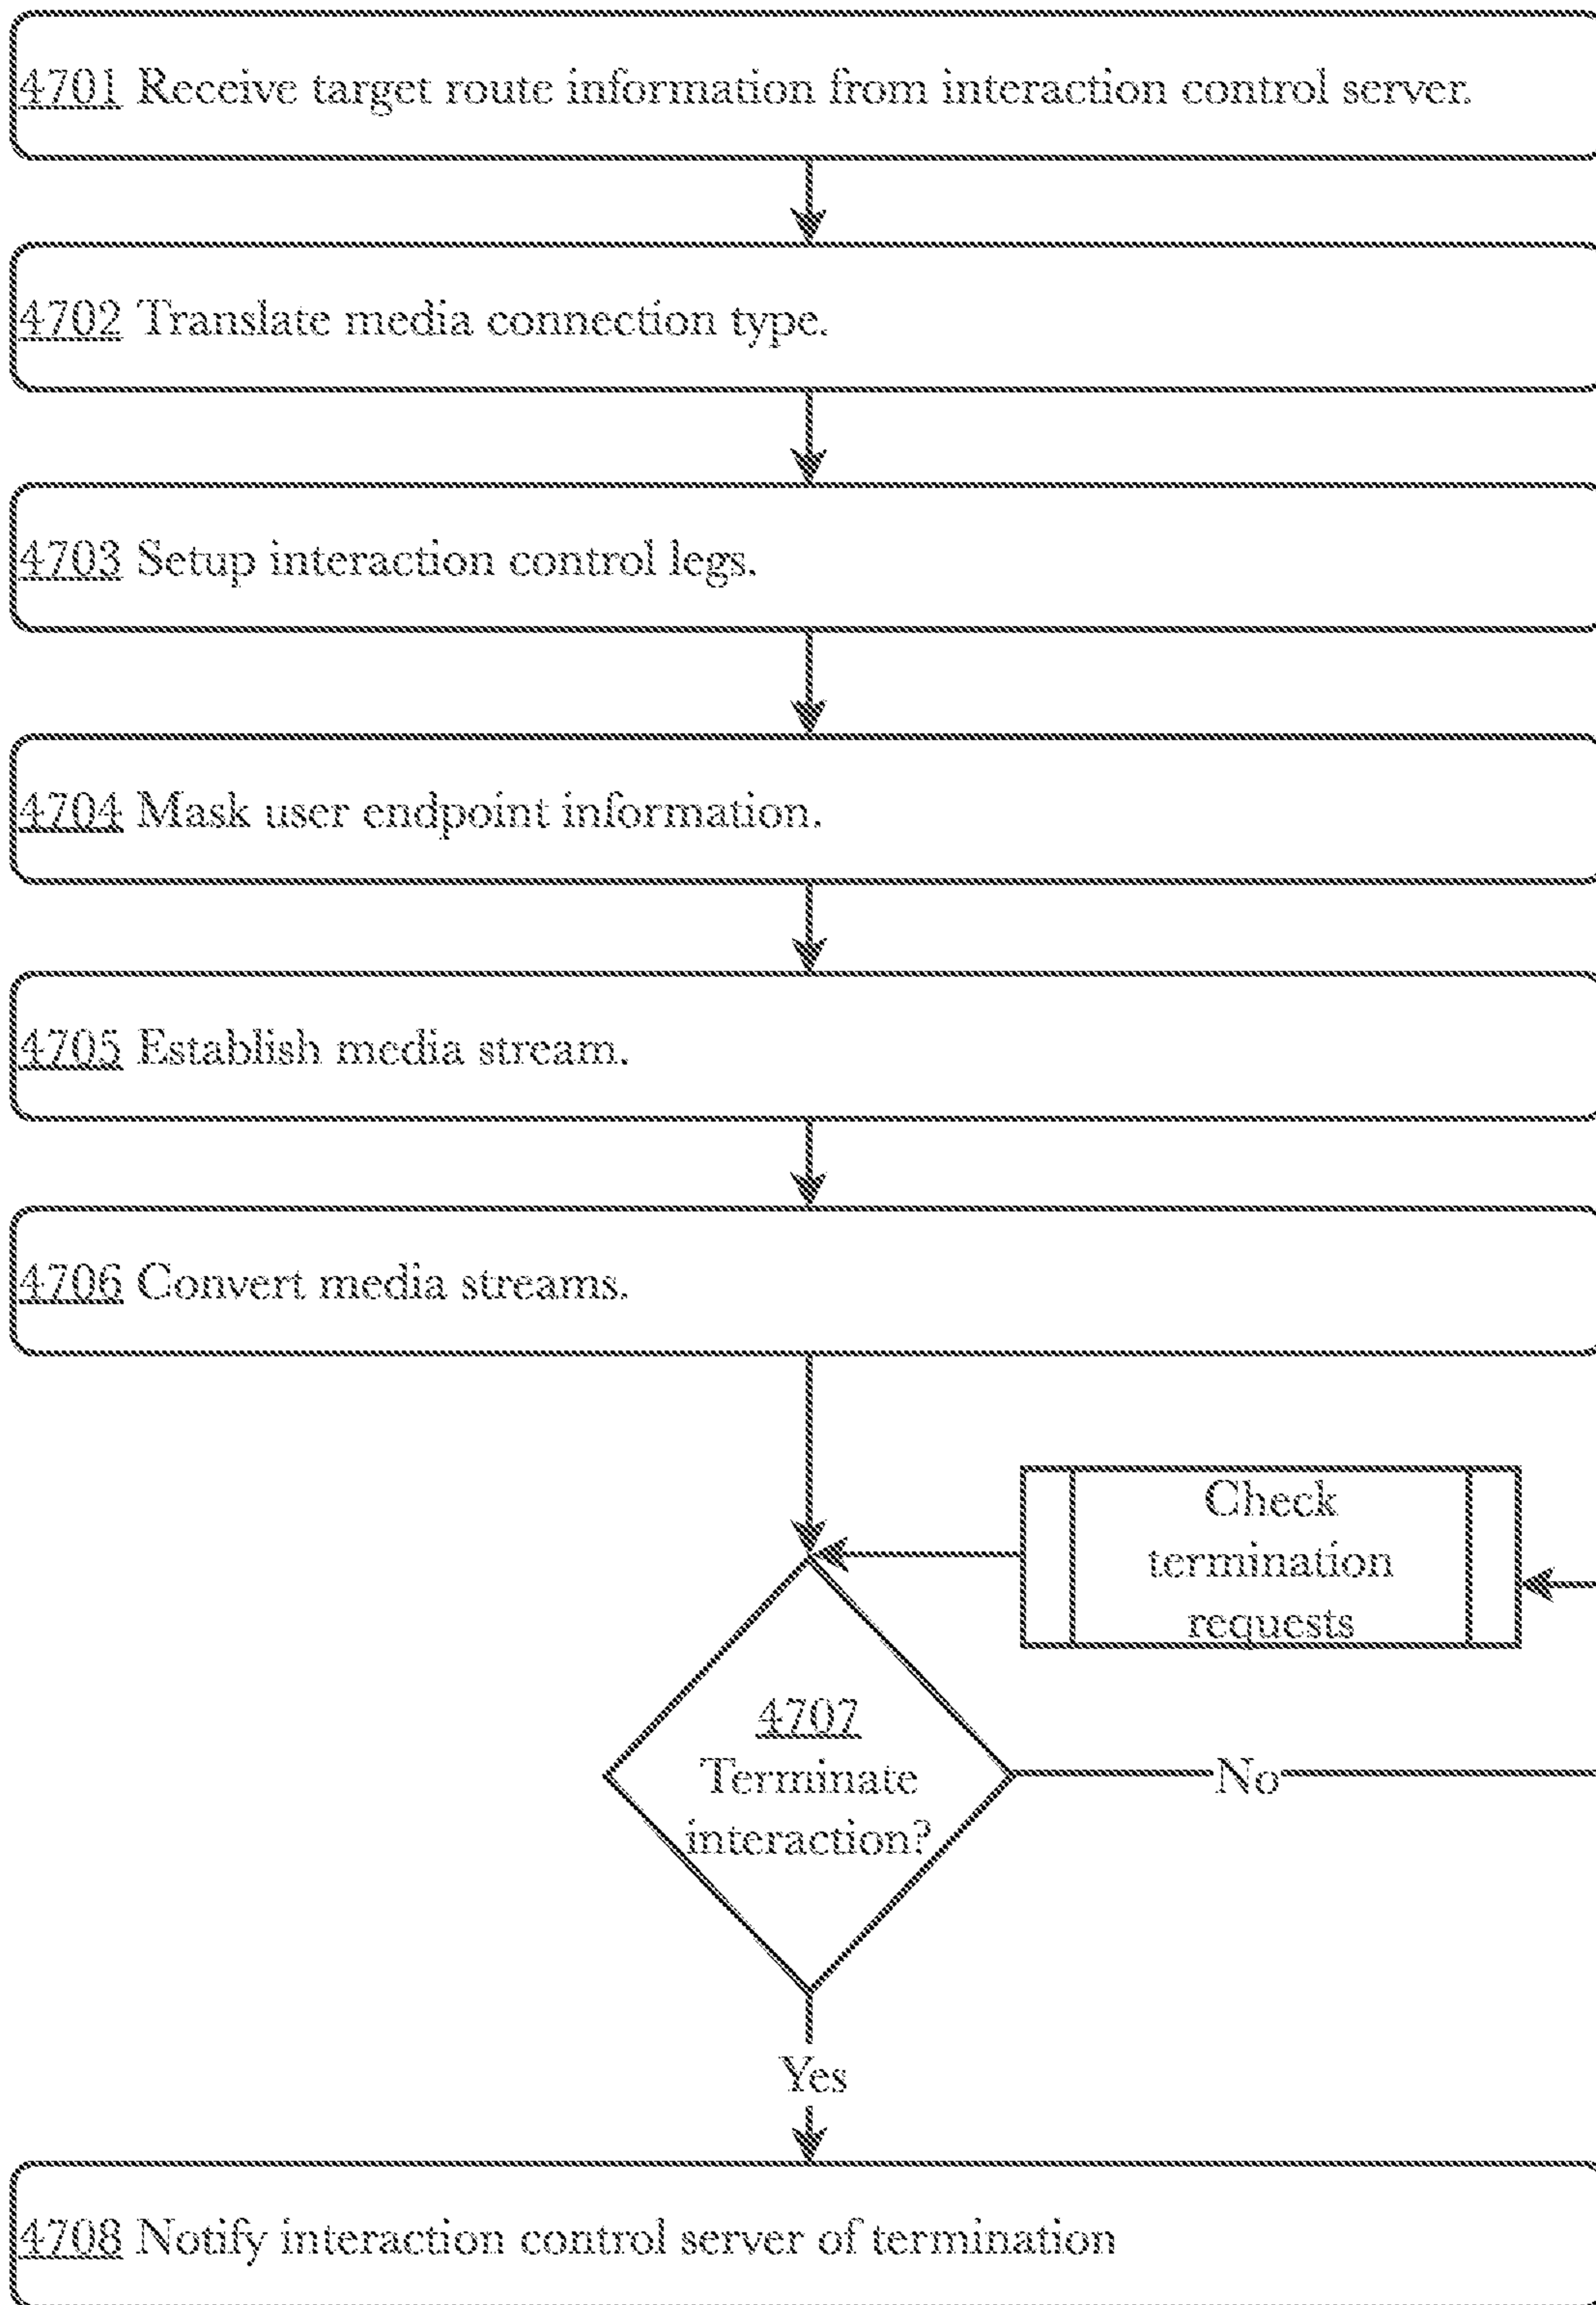 4701 Receive target route information from interaction control server.
4702 Translate media connection type.
4703 Setup interaction control legs.
4704 Mask user endpoint information.
4705 Establish media stream.
4706 Convert media streams.
Check
termination
requests
4707
Terminate
interaction?
No
Yes
4708 Notify interaction control server of termination